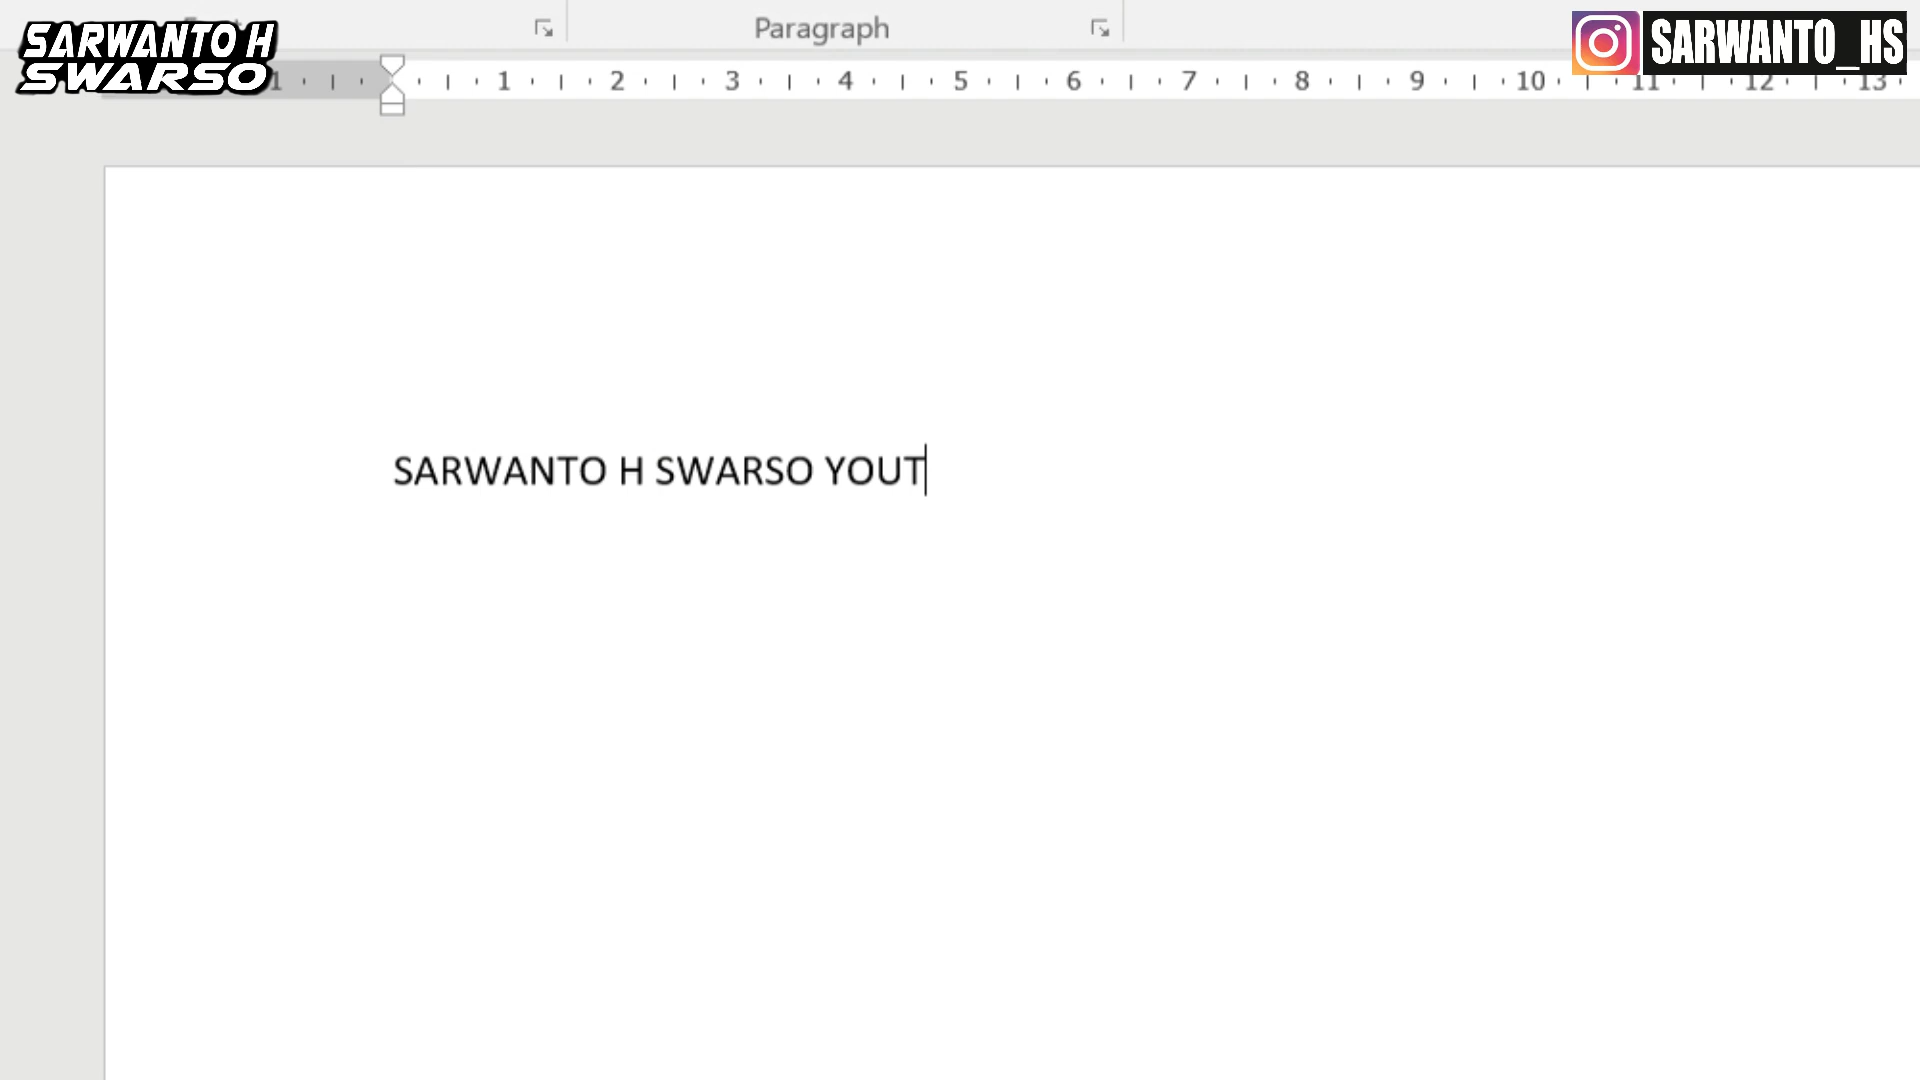 SARWANTO H
SWARSO
Paragraph
SARWANTO_HS
1 1 2 3 4 5 6 7 8 9 10 11 12 13
SARWANTO H SWARSO YOUT